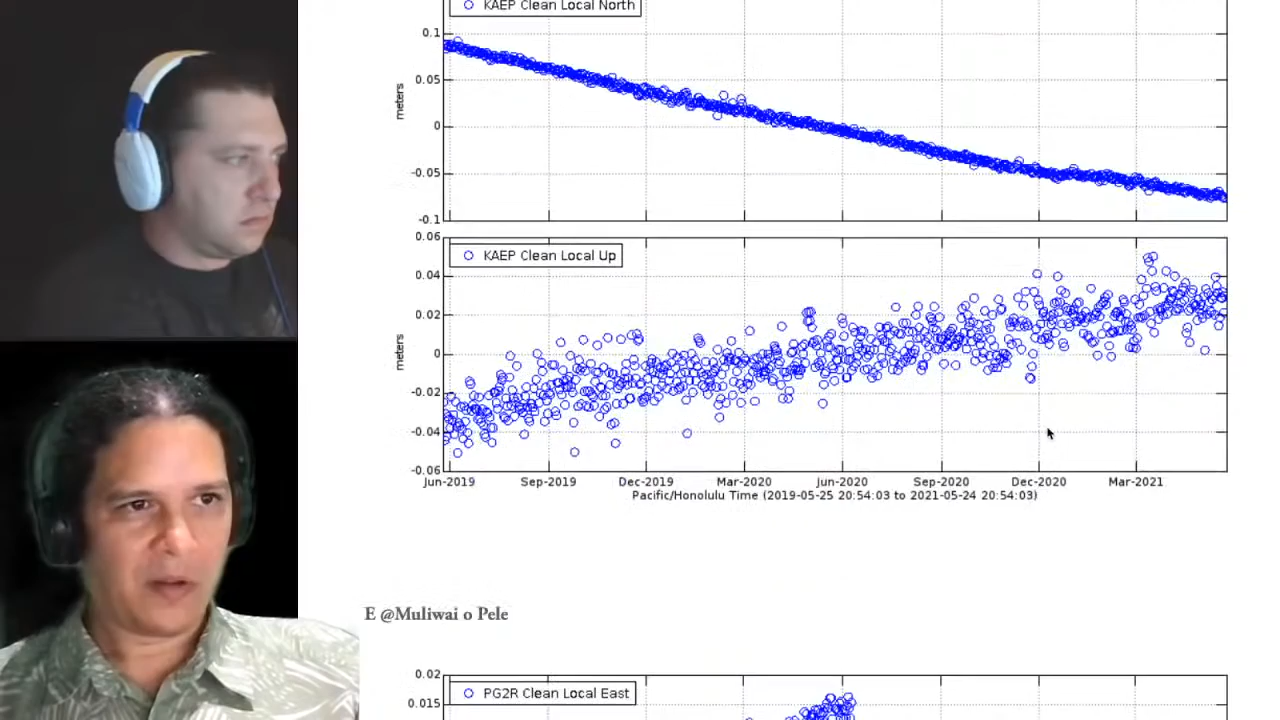 KAEP Clean Local North
0.1
0.05
0
-0.05
-0.1
meters
KAEP Clean Local Up
0.06
0.04
0.02
0
-0.02
-0.04
-0.06
meters
Jun-2019 Sep-2019 Dec-2019 Mar-2020 Jun-2020 Sep-2020 Dec-2020 Mar-2021
Pacific/Honolulu Time (2019-05-25 20:54:03 to 2021-05-24 20:54:03)
E @Muliwai o Pele
0.02
PG2R Clean Local East
0.015